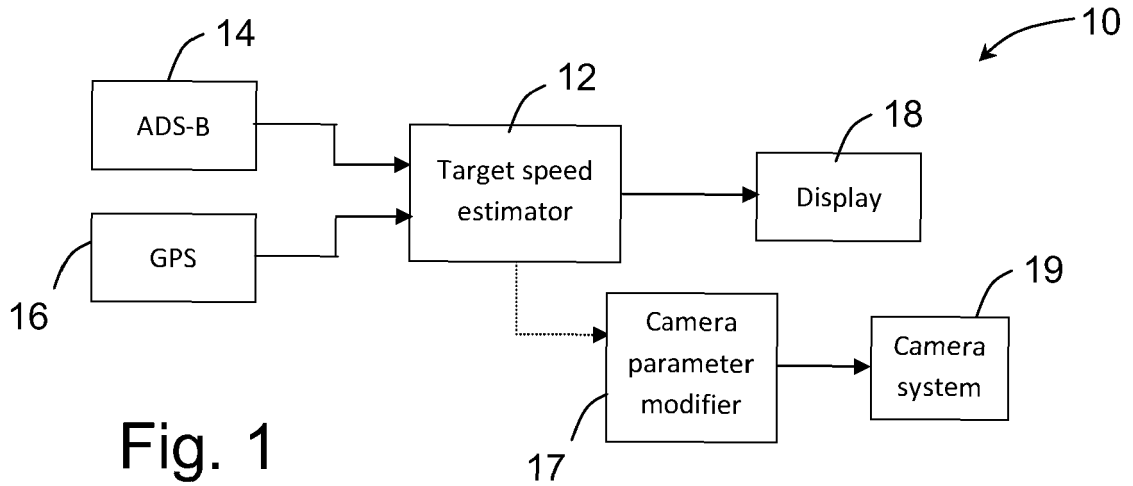 10
14
ADS-B
12
Target speed
estimator
18
Display
GPS
16
Camera
parameter
modifier
17
19
Camera
system
Fig. 1